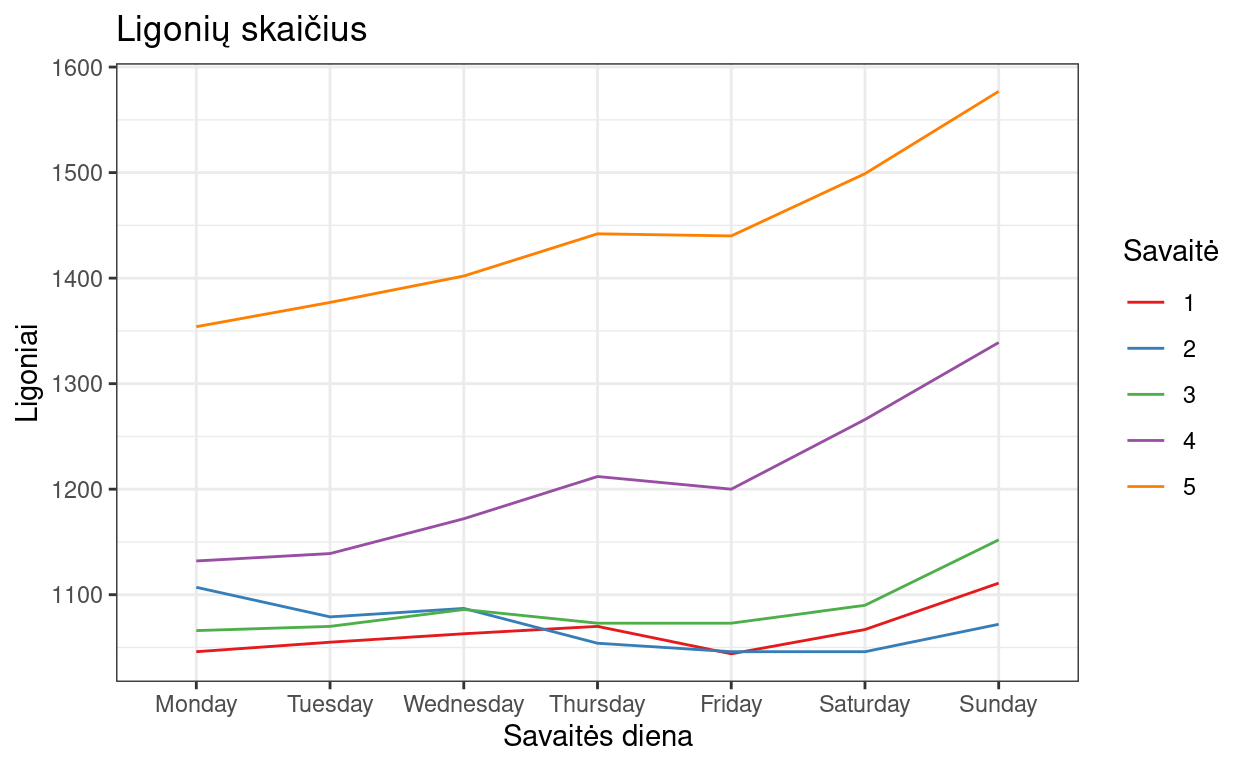 Ligonių skaičius
1600
1500
1400
1300
1200
1100
Ligoniai
Monday Tuesday Wednesday Thursday Friday Saturday Sunday
Savaitės diena
Savaitė
1
2
3
4
5